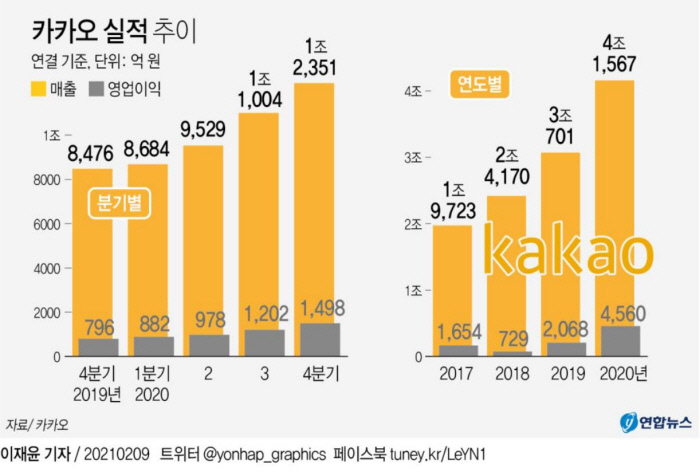 카카오 실적 추이
연결 기준, 단위: 억 원
매출 영업이익
분기별
1조
8000
6000
4000
2000
0
8,476
8,684
9,529
1조
1,004
1조
2,351
796
882
978
1,202
1,498
4분기
2019년
1분기
2020
2
3
4분기
연도별
4조
3조
2조
1조
0
1조
9,723
2조
4,170
3조
701
4조
1,567
kakao
1,654
729
2,068
4,560
2017
2018
2019
2020년
자료/ 카카오
연합뉴스
이재윤 기자 / 20210209 트위터 @yonhap_graphics 페이스북 tuney.kr/LeYN1